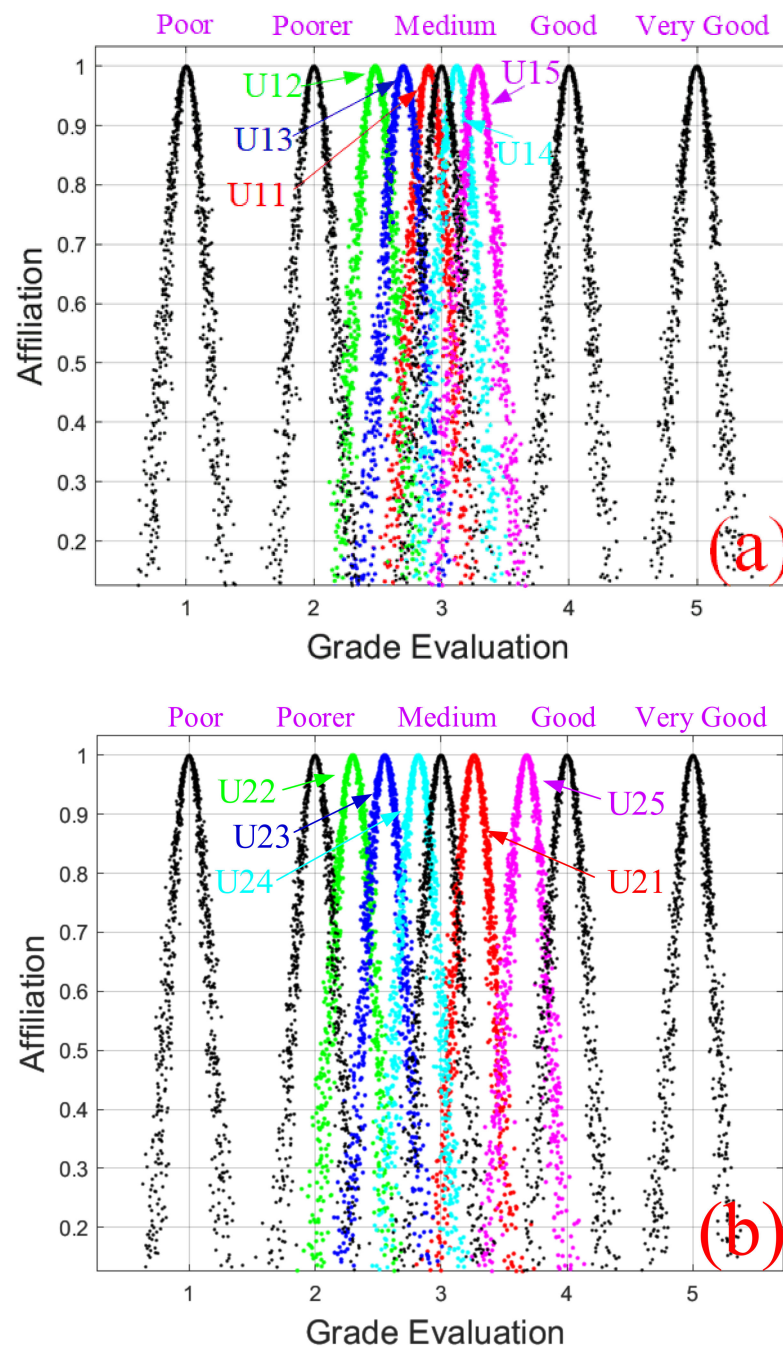 Poor Poorer Medium Good Very Good
1
U12
U15
0.9
U13
U14
0.8
U11
0.7
0.6
0.5
0.4
0.3
0.2
(a)
1 2 3 4 5
Affiliation
Grade Evaluation
Poor Poorer Medium Good Very Good
1
U22
U25
0.9
U23
0.8
U24
U21
0.7
0.6
0.5
0.4
0.3
0.2
(b)
1 2 3 4 5
Affiliation
Grade Evaluation